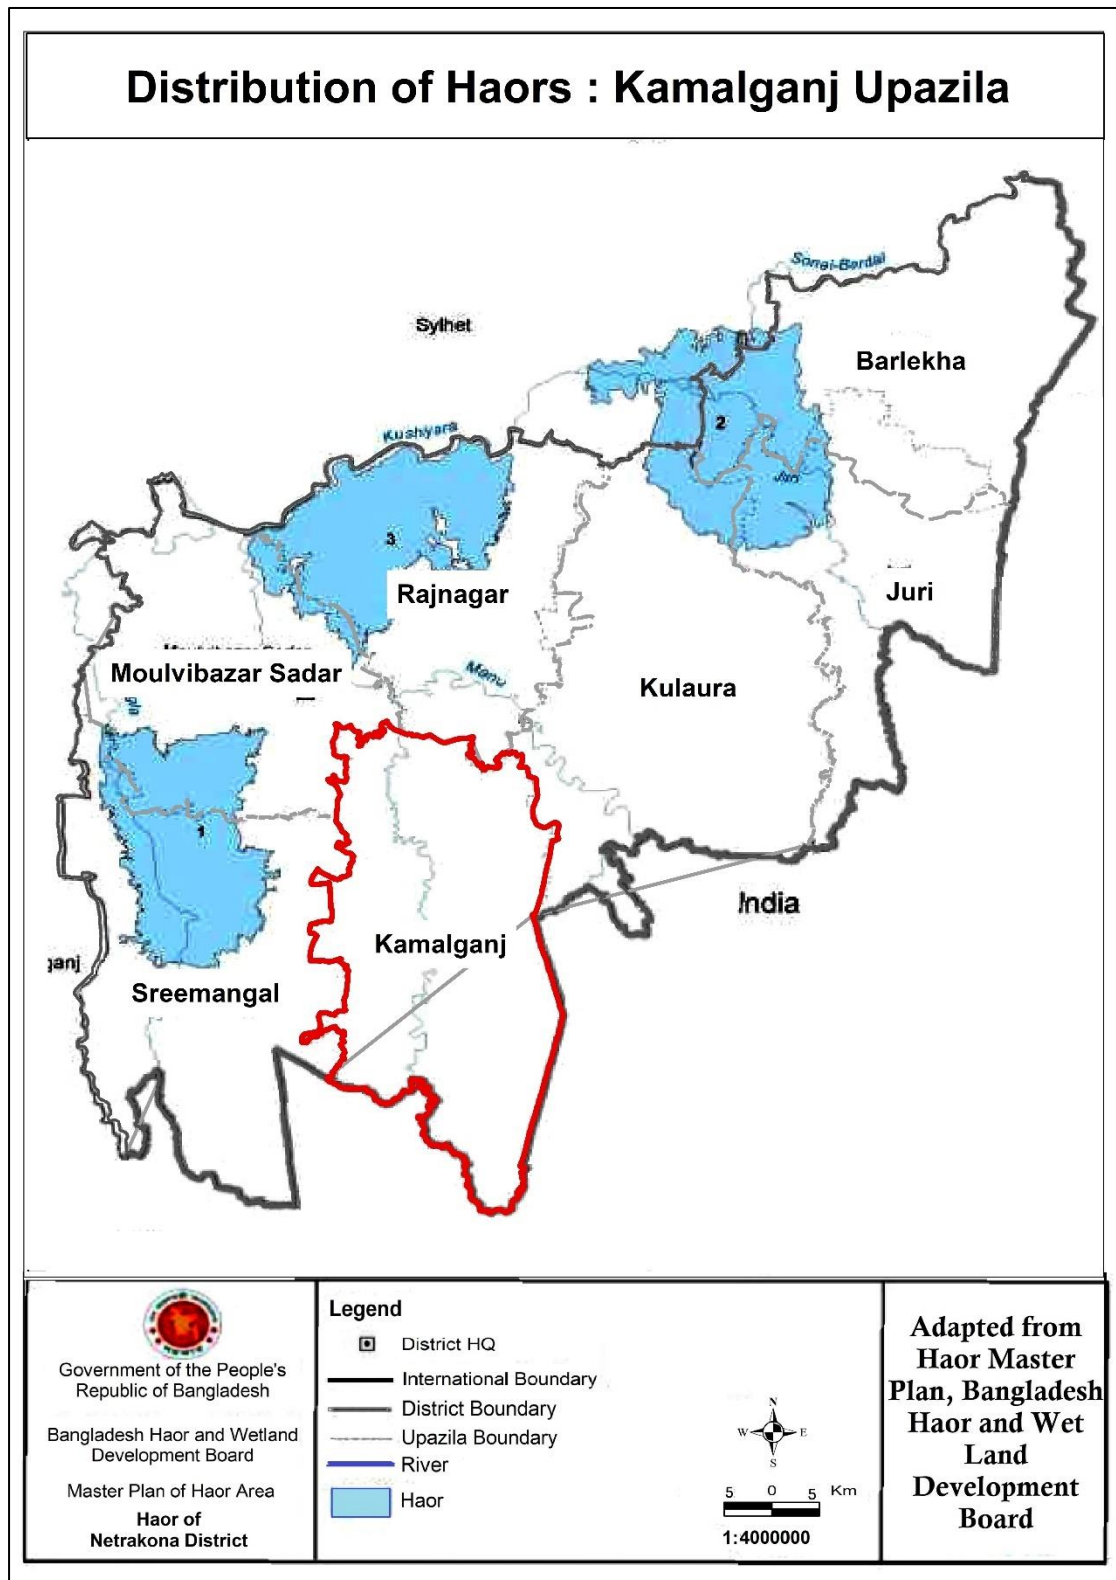 Distribution of Haors : Kamalganj Upazila
Sonai-Bardal
Sylhet
Barlekha
Kushyara
2
Juri
3
Rajnagar
Juri
Moulvibazar Sadar
Manu
Kulaura
1
India
Kamalganj
ganj
Sreemangal
Government of the People's
Republic of Bangladesh
Bangladesh Haor and Wetland
Development Board
Master Plan of Haor Area
Haor of
Netrakona District
Legend
District HQ
International Boundary
District Boundary
Upazila Boundary
River
Haor
N
W E
S
5 0 5 Km
1:4000000
Adapted from
Haor Master
Plan, Bangladesh
Haor and Wet
Land
Development
Board